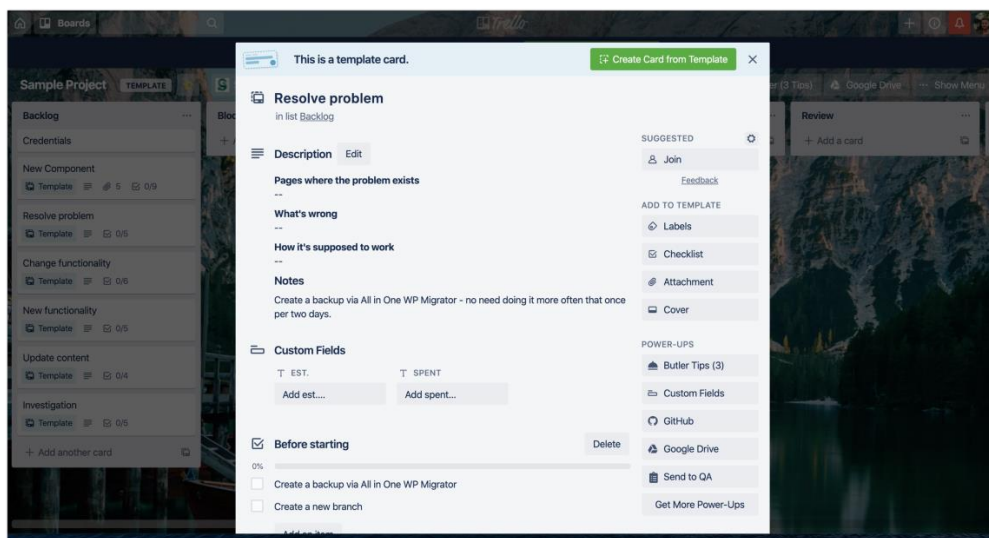 Boards
Trello
This is a template card.
Create Card from Template
Sample Project
TEMPLATE
S
er (3 Tips)
Google Drive
Show Menu
Backlog
Credentials
New Component
Template
5
0/9
Resolve problem
Template
0/5
Change functionality
Template
0/6
New functionality
Template
0/5
Update content
Template
0/4
Investigation
Template
0/5
+ Add another card
Bloc
Resolve problem
in list Backlog
Description
Edit
Pages where the problem exists
--
What's wrong
--
How it's supposed to work
--
Notes
Create a backup via All in One WP Migrator - no need doing it more often that once
per two days.
Custom Fields
EST.
SPENT
Add est....
Add spent...
Before starting
Delete
0%
Create a backup via All in One WP Migrator
Create a new branch
Add an item
SUGGESTED
Join
Feedback
ADD TO TEMPLATE
Labels
Checklist
Attachment
Cover
POWER-UPS
Butler Tips (3)
Custom Fields
GitHub
Google Drive
Send to QA
Get More Power-Ups
Review
+ Add a card